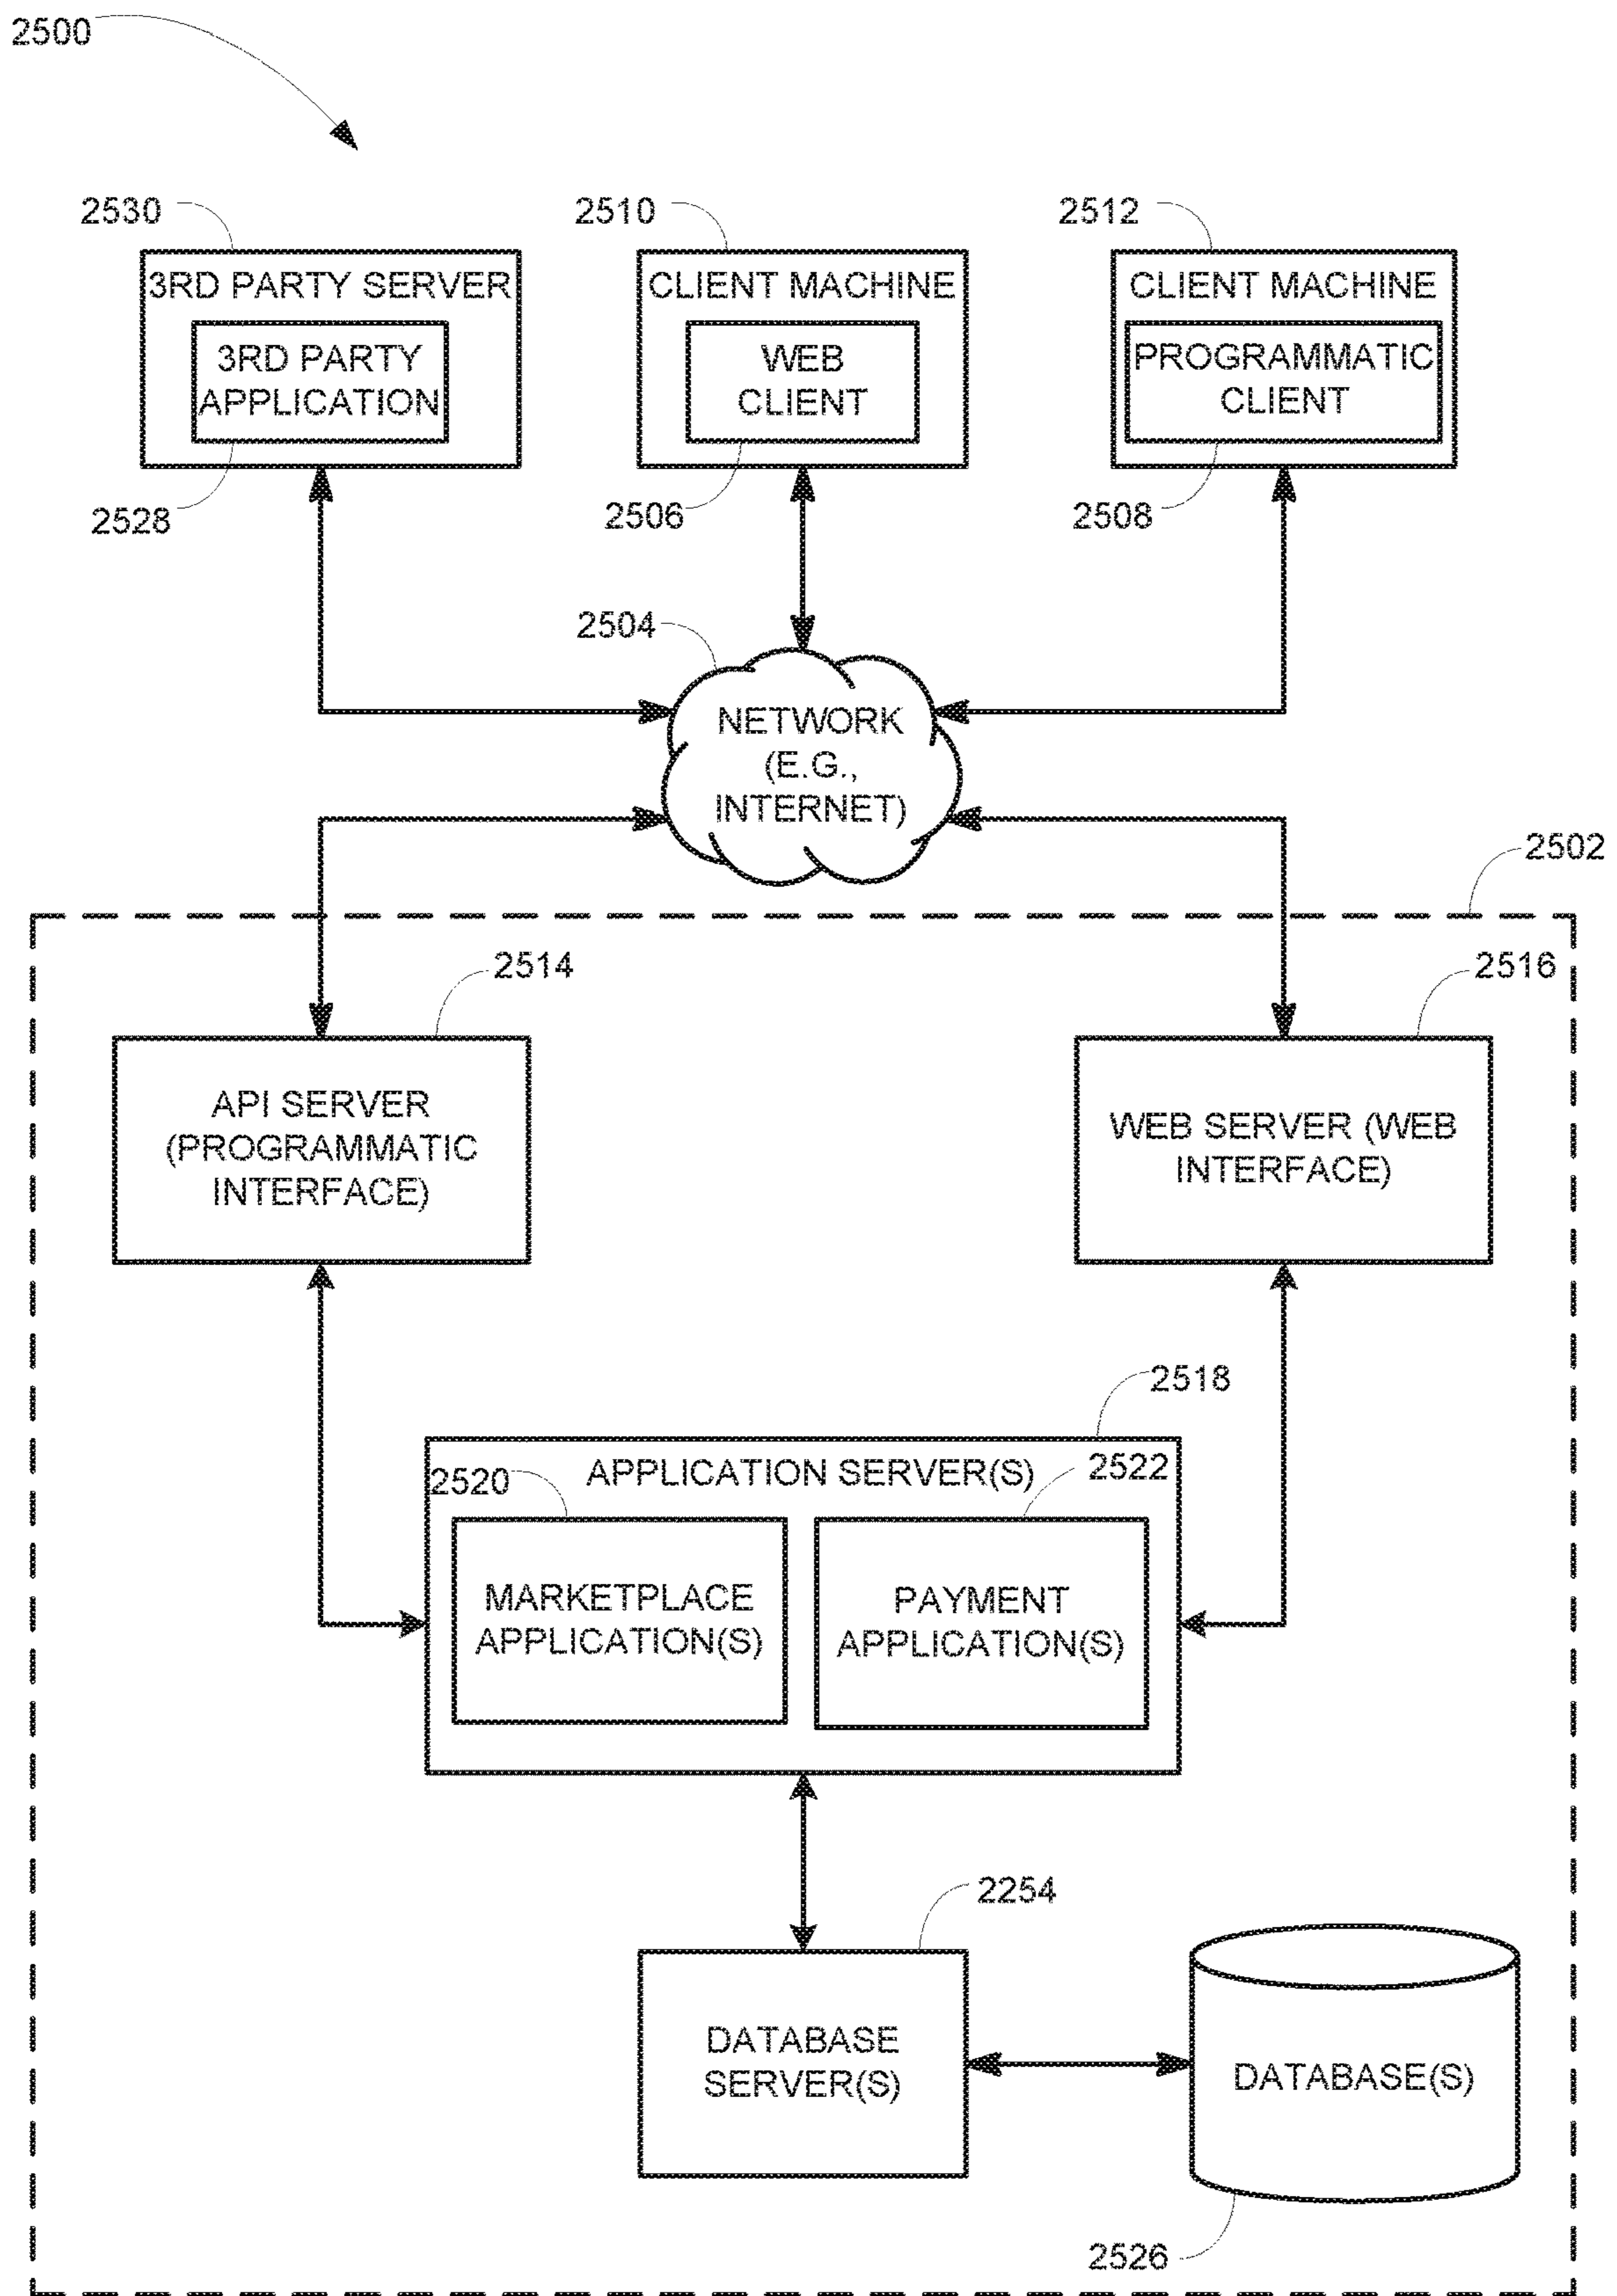 2500
2530
2510
2512
3RD PARTY SERVER
CLIENT MACHINE
CLIENT MACHINE
3RD PARTY
APPLICATION
WEB
CLIENT
PROGRAMMATIC
CLIENT
2528
2506
2508
2504
NETWORK
(E.G.,
INTERNET)
2502
2514
2516
API SERVER
(PROGRAMMATIC
INTERFACE)
WEB SERVER (WEB
INTERFACE)
2518
APPLICATION SERVER(S)
2520
2522
MARKETPLACE
APPLICATION(S)
PAYMENT
APPLICATION(S)
2254
DATABASE
SERVER(S)
DATABASE(S)
2526